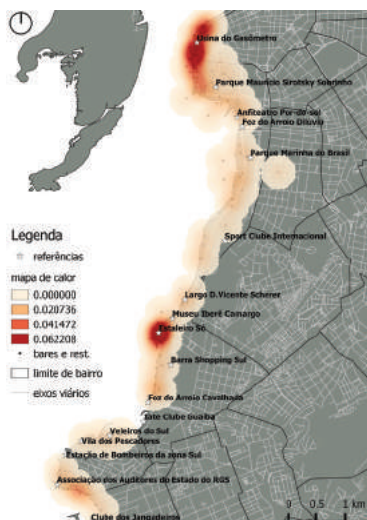 Usina do Gasômetro
Parque Maurício Sirotsky Sobrinho
Anfiteatro Por-do-sol
Foz do Arroio Dilúvio
Parque Marinha do Brasil
Sport Clube Internacional
Largo D.Vicente Scherer
Museu Iberê Camargo
Estaleiro Só
Barra Shopping Sul
Foz do Arroio Cavalhada
Iate Clube Guaíba
Veleiros do Sul
Vila dos Pescadores
Estação de Bombeiros da zona Sul
Associação dos Auditores do Estado do RGS
Clube dos Jangadeiros
Legenda
referências
mapa de calor
0.000000
0.020736
0.041472
0.062208
bares e rest.
limite de bairro
eixos viários
0 0.5 1 km